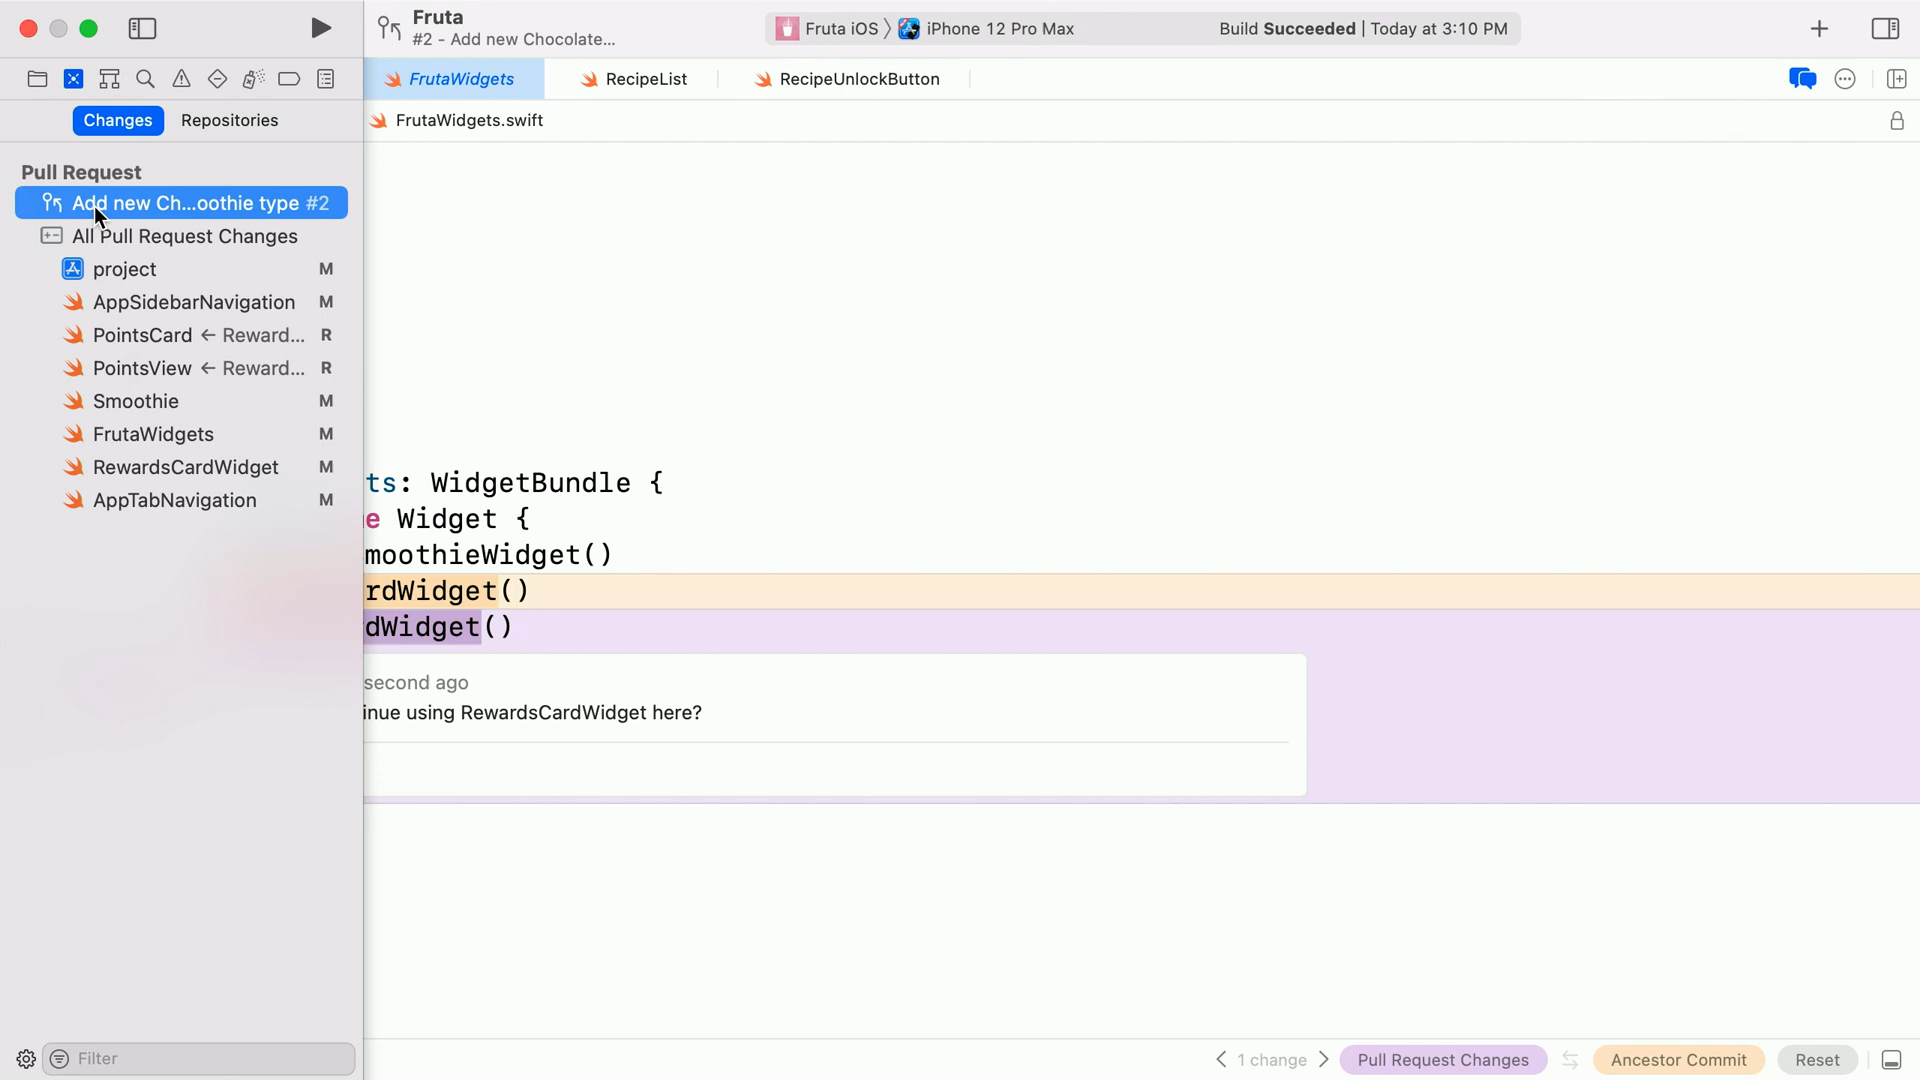 Fruta
#2 - Add new Chocolate...
Fruta iOS 〉 iPhone 12 Pro Max
Build Succeeded | Today at 3:10 PM
FrutaWidgets
RecipeList
RecipeUnlockButton
Changes
Repositories
FrutaWidgets.swift
Pull Request
Add new Ch...oothie type #2
All Pull Request Changes
project M
AppSidebarNavigation M
PointsCard ← Reward... R
PointsView ← Reward... R
Smoothie M
FrutaWidgets M
RewardsCardWidget M
AppTabNavigation M
ts: WidgetBundle {
e Widget {
moothieWidget()
rdWidget()
dWidget()
second ago
inue using RewardsCardWidget here?
Filter
1 change
Pull Request Changes
Ancestor Commit
Reset